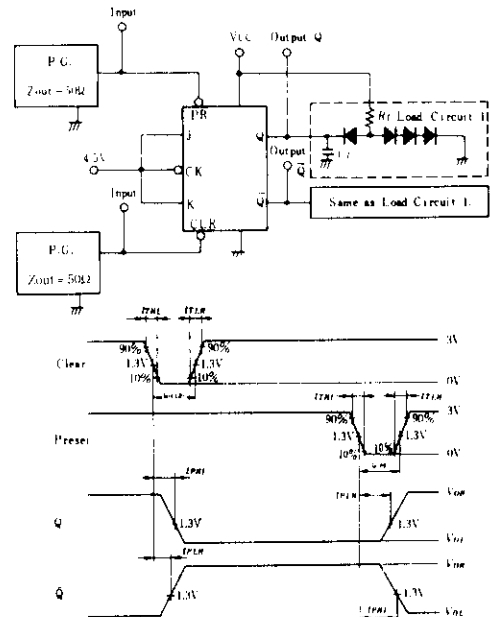 Input
P.G.
Zout = 50Ω
VCC
Output Q
PR
J
CK
K
CLR
Q
Q̄
4.5V
RL Load Circuit 1
CL
Output
Q̄
Same as Load Circuit 1.
Input
P.G.
Zout = 50Ω
tTHL
tTLH
Clear
90%
1.3V
10%
90%
1.3V
10%
3V
0V
tTHL
tTLH
Preset
90%
1.3V
10%
90%
1.3V
10%
3V
0V
tPHL
tPLH
Q
1.3V
1.3V
VOH
VOL
tPLH
tPHL
Q̄
1.3V
1.3V
VOH
VOL